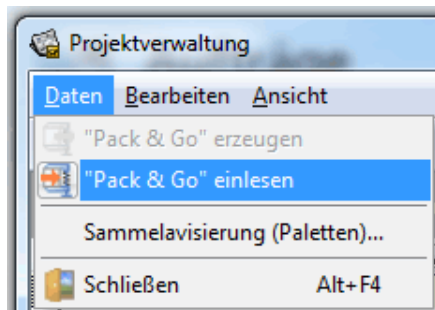 Projektverwaltung
Daten Bearbeiten Ansicht
"Pack & Go" erzeugen
"Pack & Go" einlesen
Sammelavisierung (Paletten)...
Schließen Alt+F4